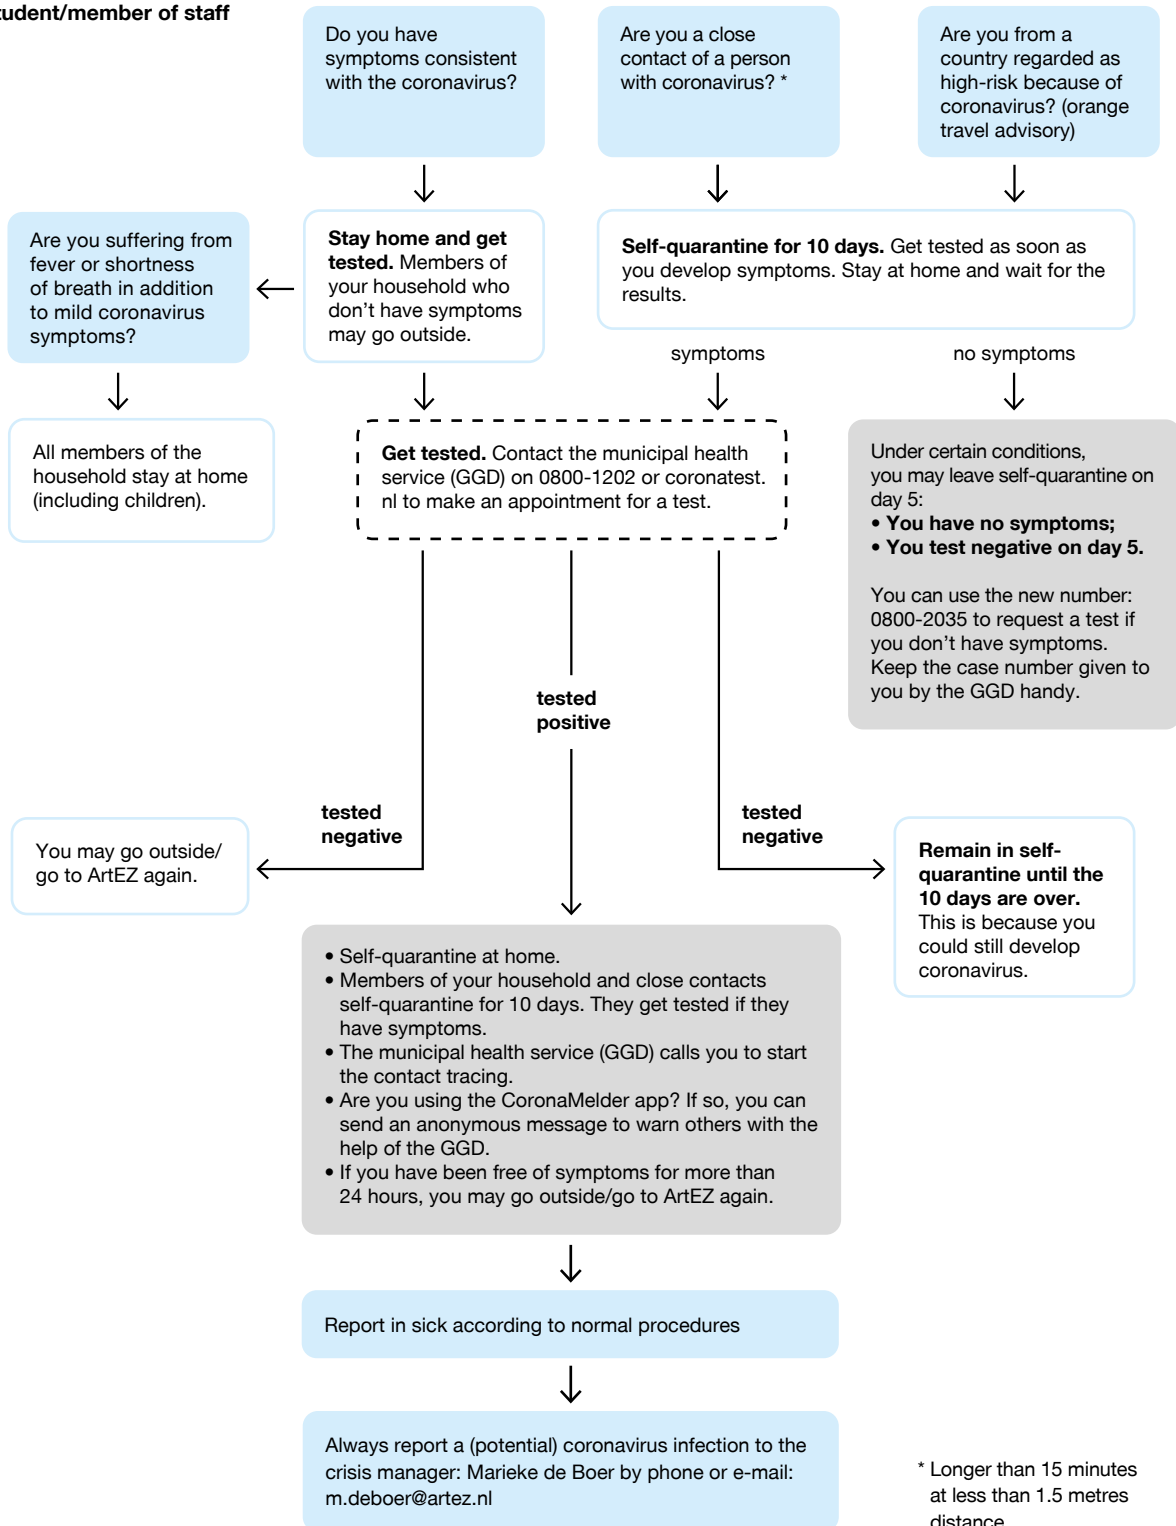 tudent/member of staff
Do you have
symptoms consistent
with the coronavirus?
Are you a close
contact of a person
with coronavirus? *
Are you from a
country regarded as
high-risk because of
coronavirus? (orange
travel advisory)
Are you suffering from
fever or shortness
of breath in addition
to mild coronavirus
symptoms?
Stay home and get
tested. Members of
your household who
don't have symptoms
may go outside.
Self-quarantine for 10 days. Get tested as soon as
you develop symptoms. Stay at home and wait for the
results.
symptoms
no symptoms
All members of the
household stay at home
(including children).
Get tested. Contact the municipal health
service (GGD) on 0800-1202 or coronatest.
nl to make an appointment for a test.
Under certain conditions,
you may leave self-quarantine on
day 5:
• You have no symptoms;
• You test negative on day 5.
You can use the new number:
0800-2035 to request a test if
you don't have symptoms.
Keep the case number given to
you by the GGD handy.
tested
positive
tested
negative
tested
negative
You may go outside/
go to ArtEZ again.
Remain in self-
quarantine until the
10 days are over.
This is because you
could still develop
coronavirus.
• Self-quarantine at home.
• Members of your household and close contacts
self-quarantine for 10 days. They get tested if they
have symptoms.
• The municipal health service (GGD) calls you to start
the contact tracing.
• Are you using the CoronaMelder app? If so, you can
send an anonymous message to warn others with the
help of the GGD.
• If you have been free of symptoms for more than
24 hours, you may go outside/go to ArtEZ again.
Report in sick according to normal procedures
Always report a (potential) coronavirus infection to the
crisis manager: Marieke de Boer by phone or e-mail:
m.deboer@artez.nl
* Longer than 15 minutes
at less than 1.5 metres
distance